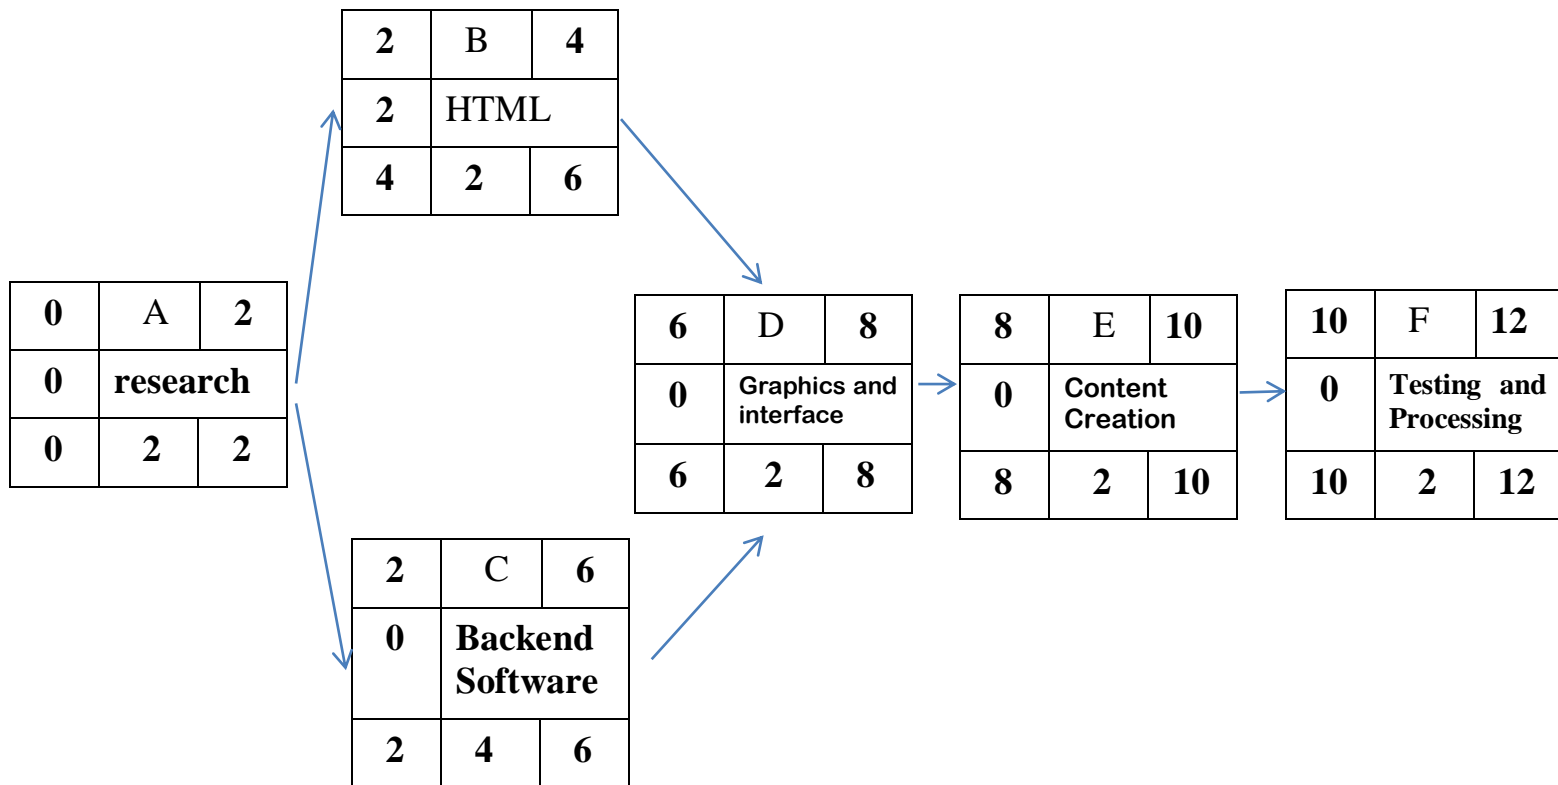 2 B 4
2 HTML
4 2 6
0 A 2
0 research
0 2 2
6 D 8
0 Graphics and
interface
6 2 8
8 E 10
0 Content
Creation
8 2 10
10 F 12
0 Testing and
Processing
10 2 12
2 C 6
0 Backend
Software
2 4 6